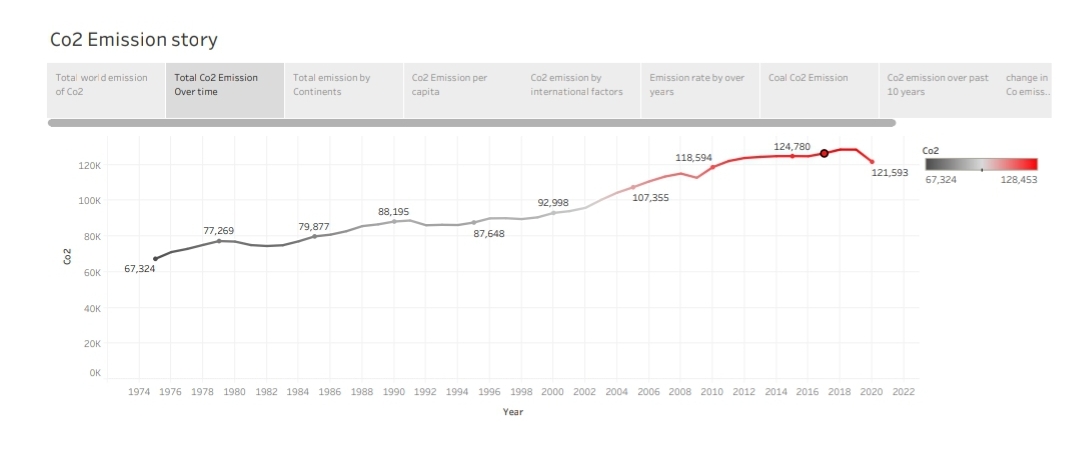 Co2 Emission story
Total world emission
of Co2
Total Co2 Emission
Over time
Total emission by
Continents
Co2 Emission per
capita
Co2 emission by
international factors
Emission rate by over
years
Coal Co2 Emission
Co2 emission over past
10 years
change in
Co emiss...
Co2
67,324 128,453
120K
100K
80K
60K
40K
20K
0K
Co2
67,324
77,269
79,877
88,195
87,648
92,998
107,355
118,594
124,780
121,593
1974 1976 1978 1980 1982 1984 1986 1988 1990 1992 1994 1996 1998 2000 2002 2004 2006 2008 2010 2012 2014 2016 2018 2020 2022
Year